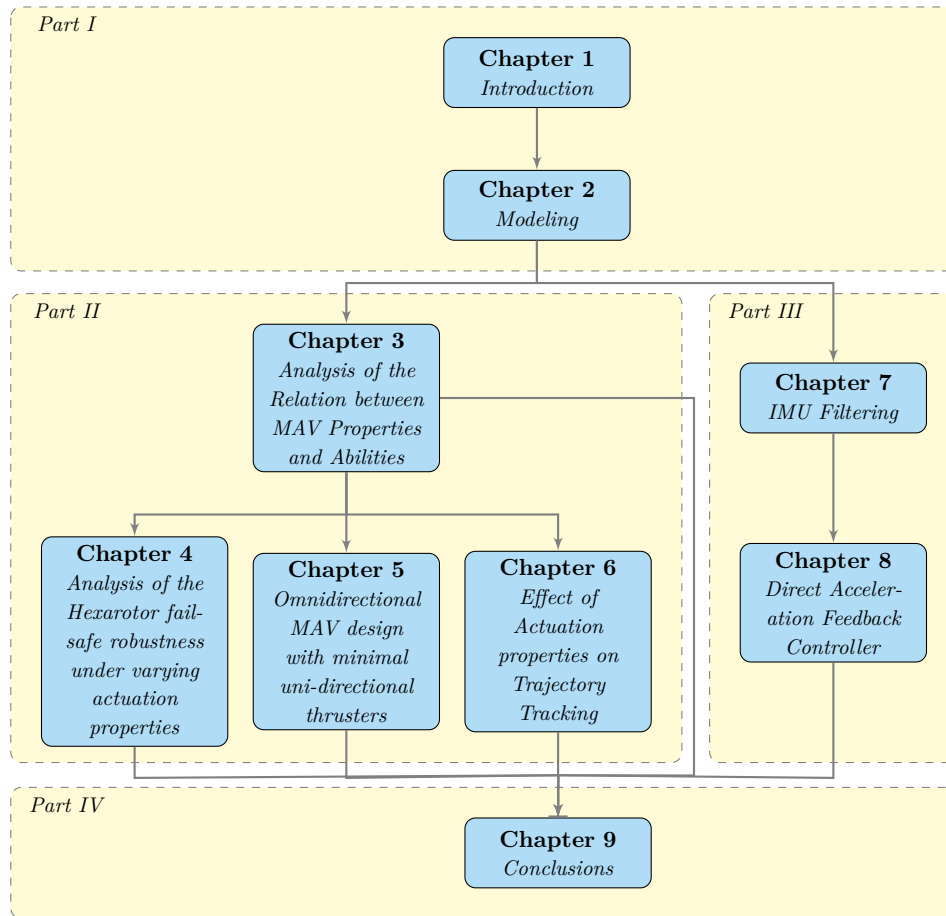 Part I
Chapter 1
Introduction
Chapter 2
Modeling
Part II
Chapter 3
Analysis of the
Relation between
MAV Properties
and Abilities
Chapter 4
Analysis of the
Hexarotor fail-
safe robustness
under varying
actuation
properties
Chapter 5
Omnidirectional
MAV design
with minimal
uni-directional
thrusters
Chapter 6
Effect of
Actuation
properties on
Trajectory
Tracking
Part III
Chapter 7
IMU Filtering
Chapter 8
Direct Acceler-
ation Feedback
Controller
Part IV
Chapter 9
Conclusions